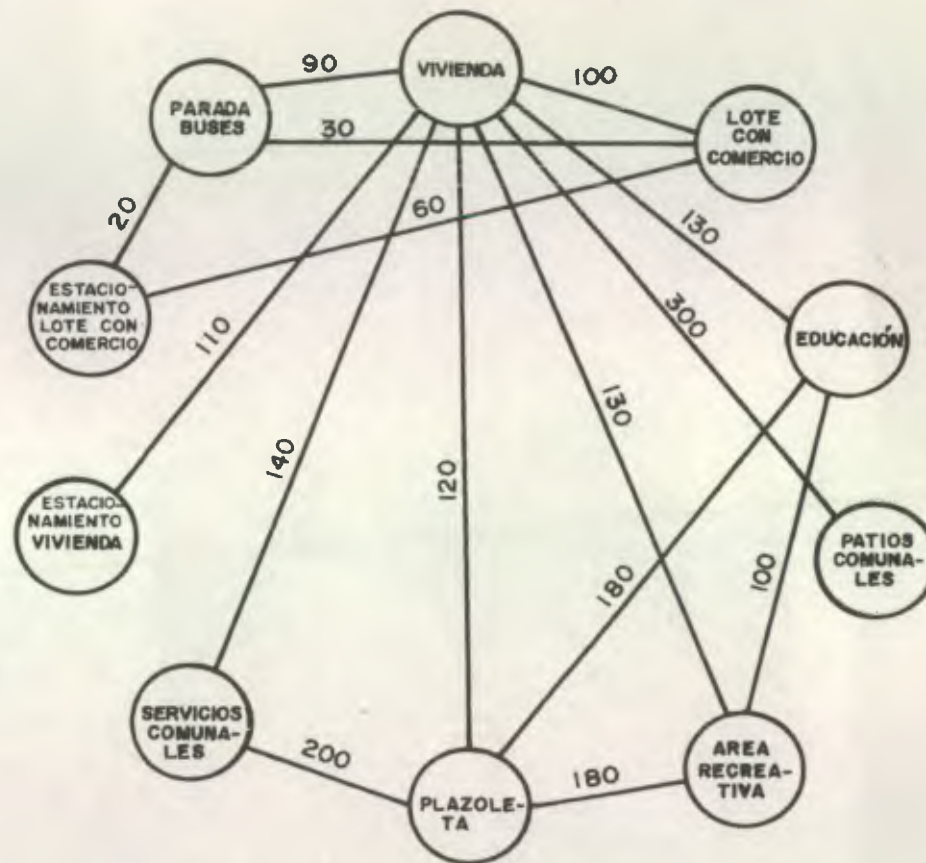 VIVIENDA
90
100
PARADA
BUSES
30
LOTE
CON
COMERCIO
20
60
130
ESTACIO-
NAMIENTO
LOTE CON
COMERCIO
110
300
EDUCACIÓN
130
140
120
ESTACIO-
NAMIENTO
VIVIENDA
180
100
PATIOS
COMUNA-
LES
SERVICIOS
COMUNA-
LES
200
PLAZOLE-
TA
180
AREA
RECREA-
TIVA